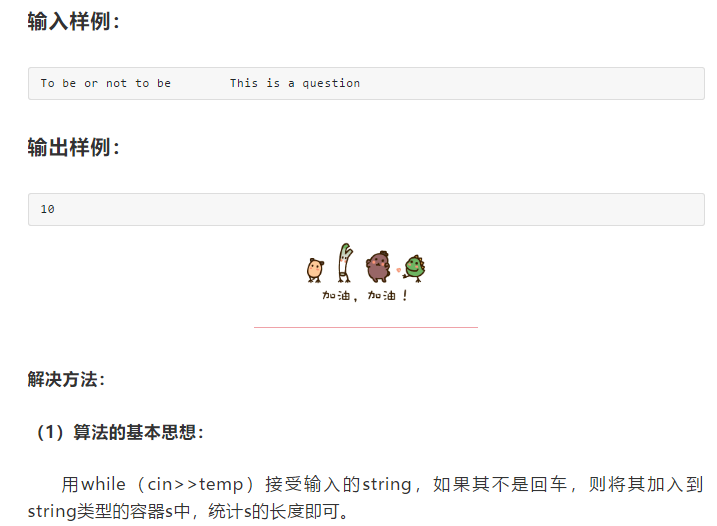 输入样例：
To be or not to be        This is a question
输出样例：
10
加油，加油！
解决方法：
（1）算法的基本思想：
用while（cin>>temp）接受输入的string，如果其不是回车，则将其加入到
string类型的容器s中，统计s的长度即可。